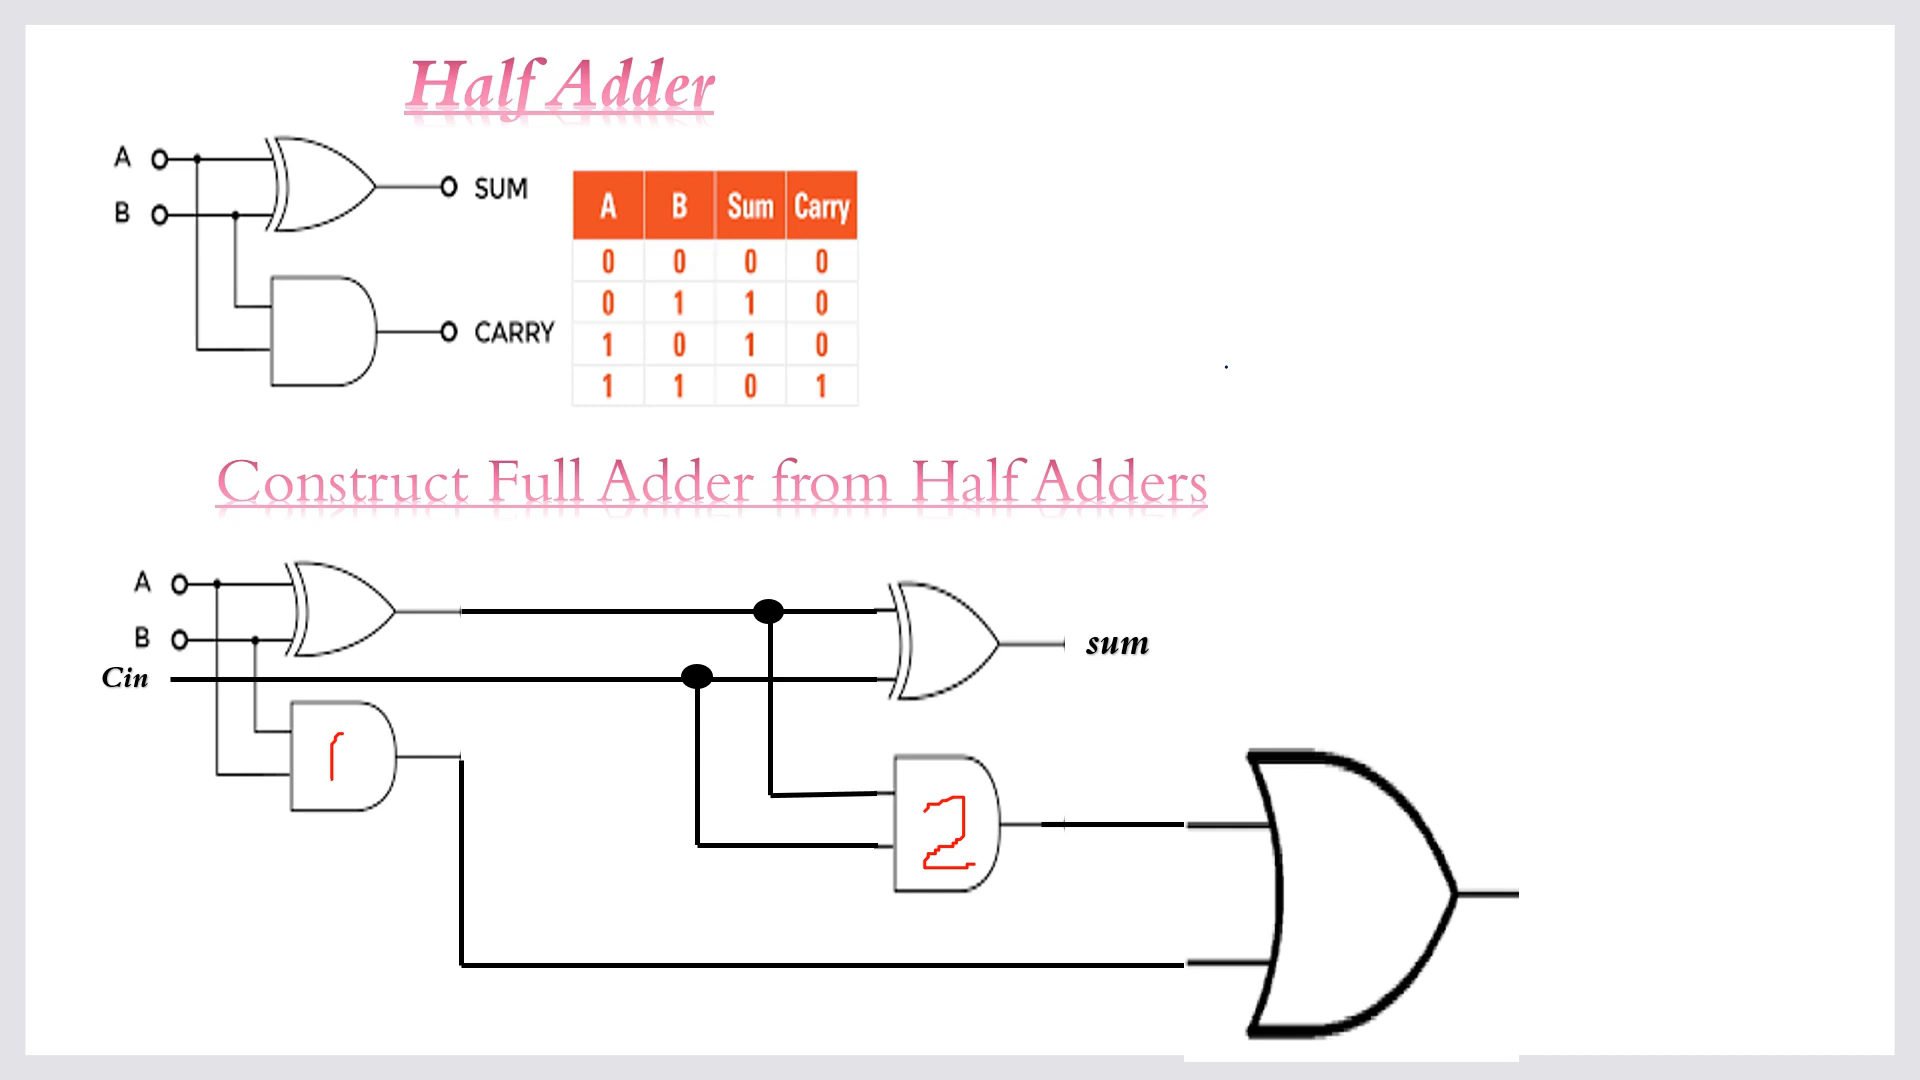 Half Adder
A
B
SUM
CARRY
A B Sum Carry
0 0 0 0
0 1 1 0
1 0 1 0
1 1 0 1
Construct Full Adder from Half Adders
A
B
Cin
sum
1
2